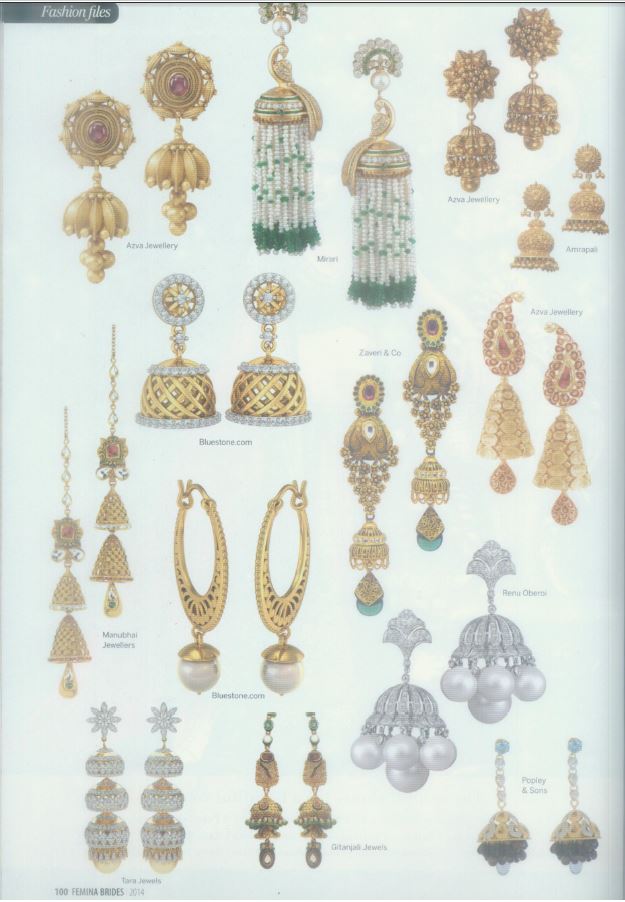 Fashion files
Azva Jewellery
Mirari
Azva Jewellery
Amrapali
Azva Jewellery
Zaveri & Co
Bluestone.com
Manubhai
Jewellers
Bluestone.com
Renu Oberoi
Popley
& Sons
Gitanjali Jewels
Tara Jewels
100 FEMINA BRIDES 2014